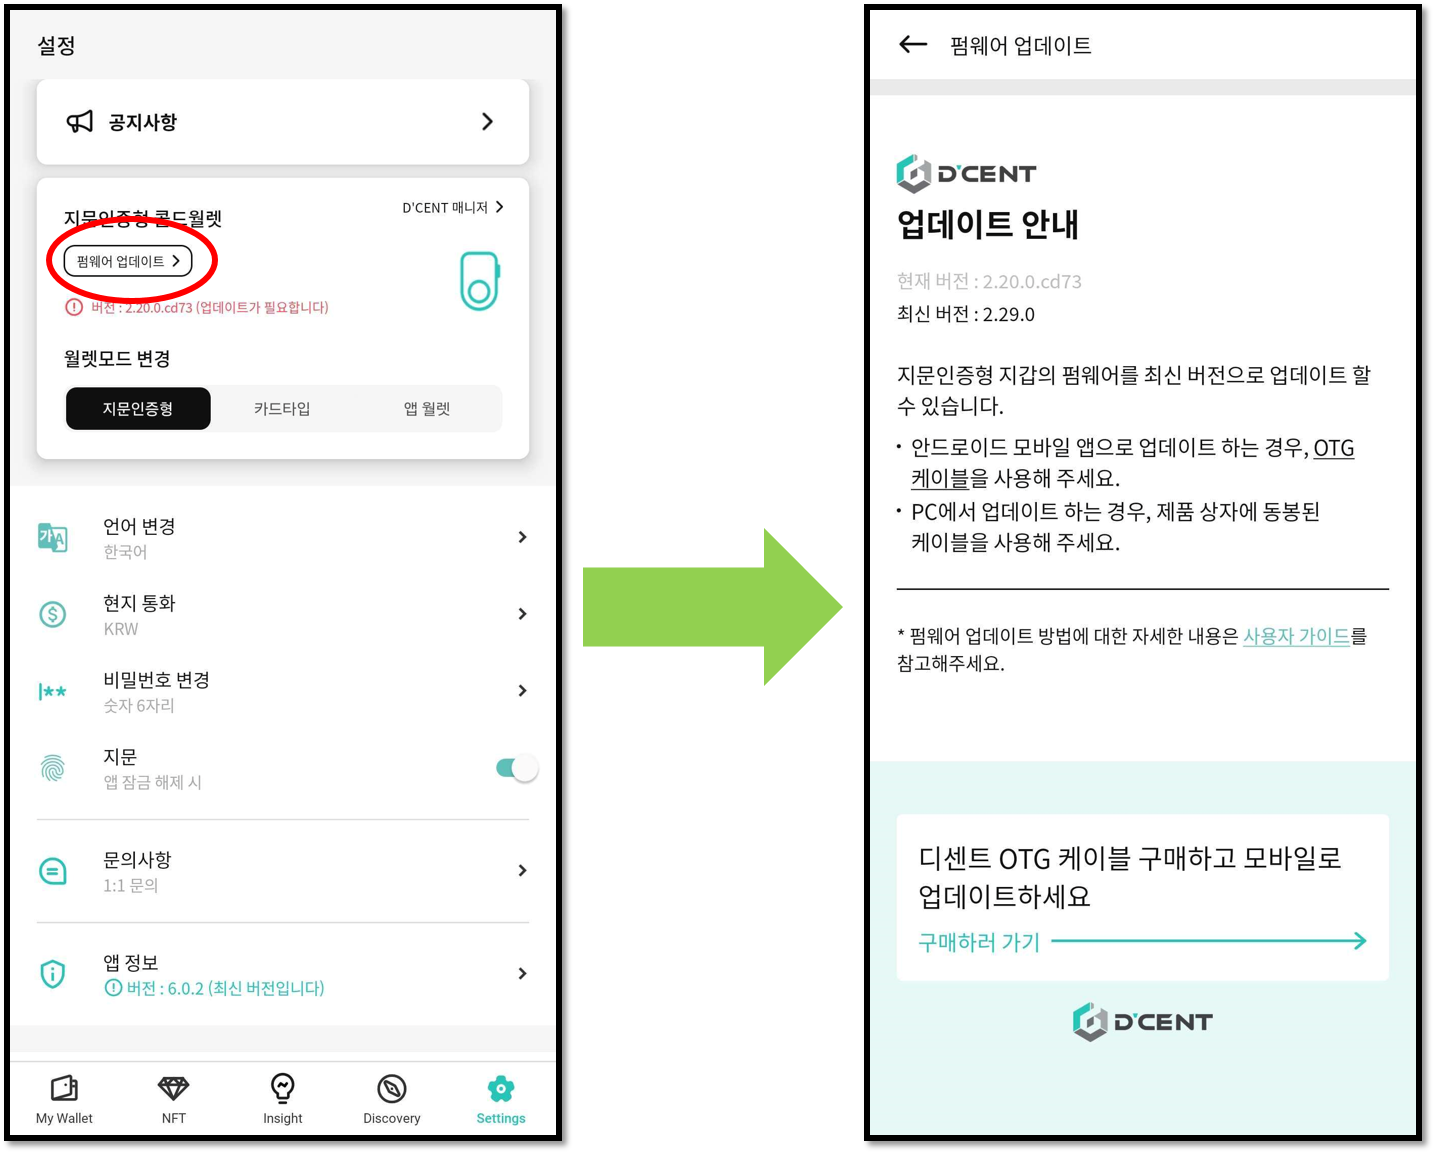 설정
공지사항
지문인증형 콜드월렛
D'CENT 매니저
펌웨어 업데이트
버전 : 2.20.0.cd73 (업데이트가 필요합니다)
월렛모드 변경
지문인증형
카드타입
앱 월렛
언어 변경
한국어
현지 통화
KRW
비밀번호 변경
숫자 6자리
지문
앱 잠금 해제 시
문의사항
1:1 문의
앱 정보
버전 : 6.0.2 (최신 버전입니다)
My Wallet
NFT
Insight
Discovery
Settings
펌웨어 업데이트
D'CENT
업데이트 안내
현재 버전 : 2.20.0.cd73
최신 버전 : 2.29.0
지문인증형 지갑의 펌웨어를 최신 버전으로 업데이트 할
수 있습니다.
· 안드로이드 모바일 앱으로 업데이트 하는 경우, OTG
케이블을 사용해 주세요.
· PC에서 업데이트 하는 경우, 제품 상자에 동봉된
케이블을 사용해 주세요.
* 펌웨어 업데이트 방법에 대한 자세한 내용은 사용자 가이드를
참고해주세요.
디센트 OTG 케이블 구매하고 모바일로
업데이트하세요
구매하러 가기
D'CENT